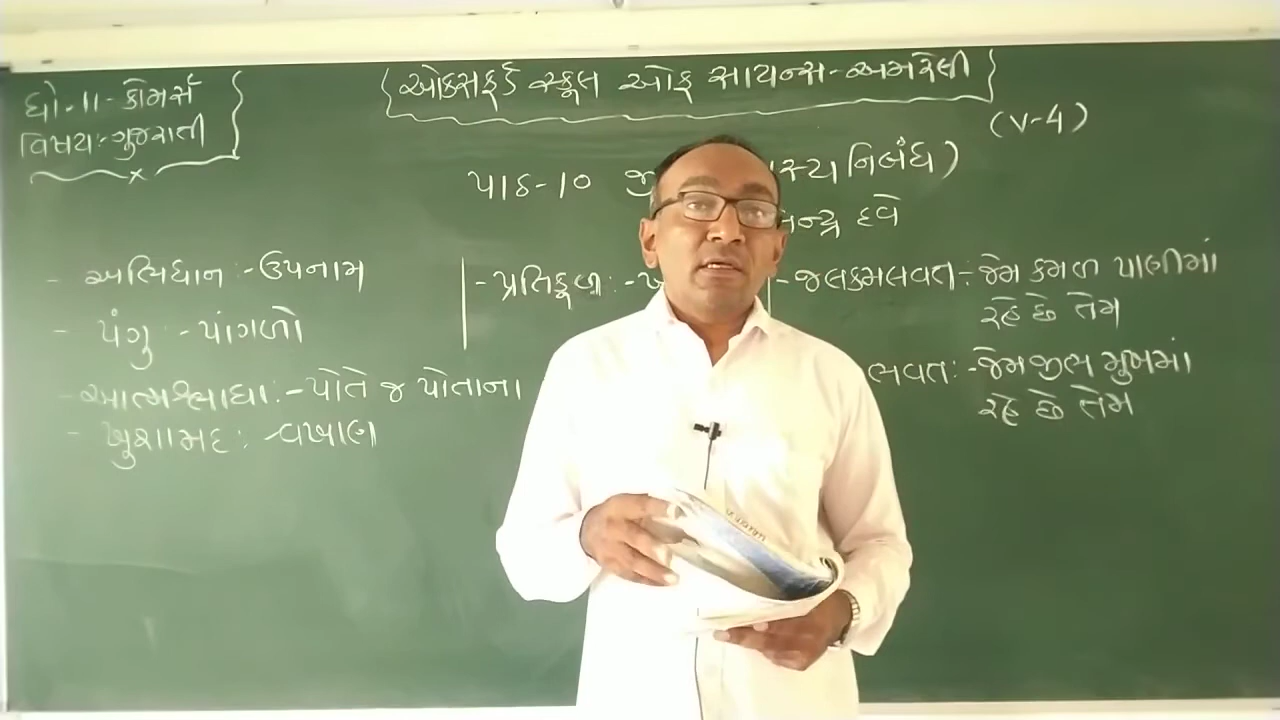 ધો.11-કોમર્સ
વિષય:-ગુજરાતી
ઓક્સફર્ડ સ્કૂલ ઓફ સાયન્સ-અમરેલી
(V-4)
પાઠ-10 જી સ્ય નિબંધ)
ન્દ્ર દવે
- અભિધાન :- ઉપનામ
- પંગુ :- પાંગળો
- આત્મશ્લાઘા:- પોતે જ પોતાના
- ખુશામદ :- વખાણ
- પ્રતિકૂળ :-
- જલકમલવત્ :- જેમ કમળ પાણીમાં
રહે છે તેમ
ભવત :- જેમ જીભ મુખમાં
રહે છે તેમ